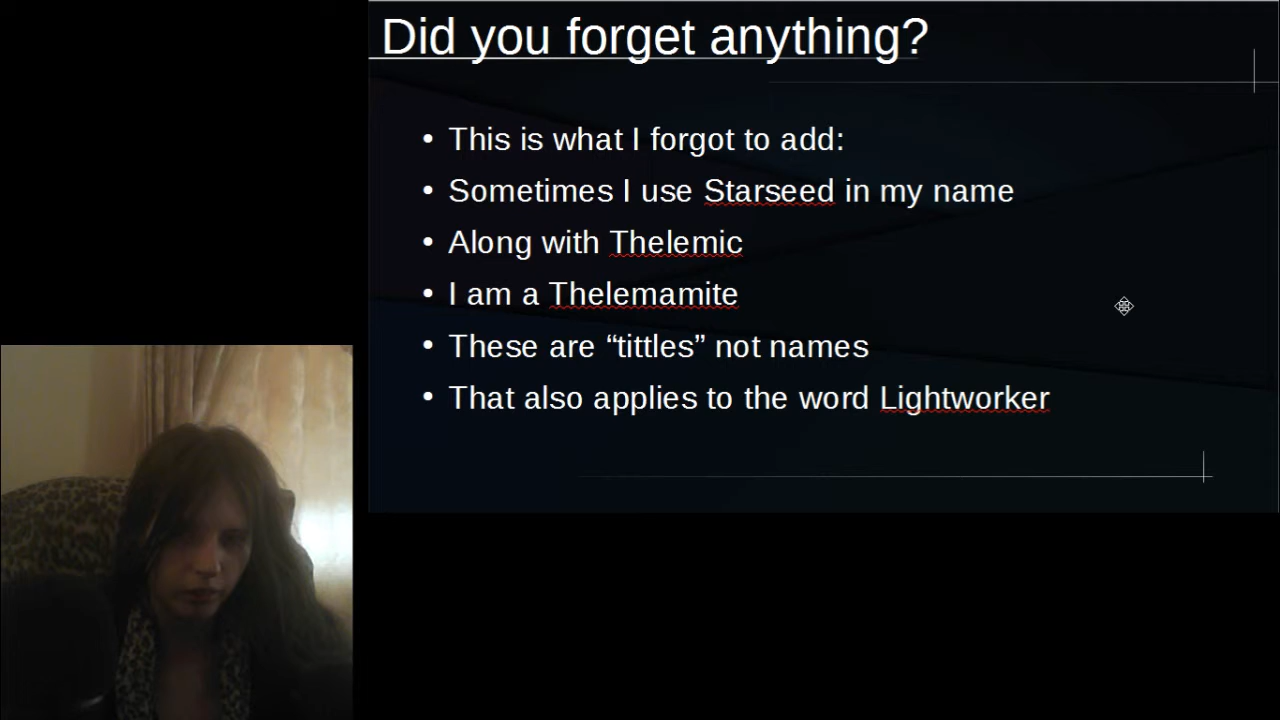 Did you forget anything?
• This is what I forgot to add:
• Sometimes I use Starseed in my name
• Along with Thelemic
• I am a Thelemamite
• These are “tittles” not names
• That also applies to the word Lightworker